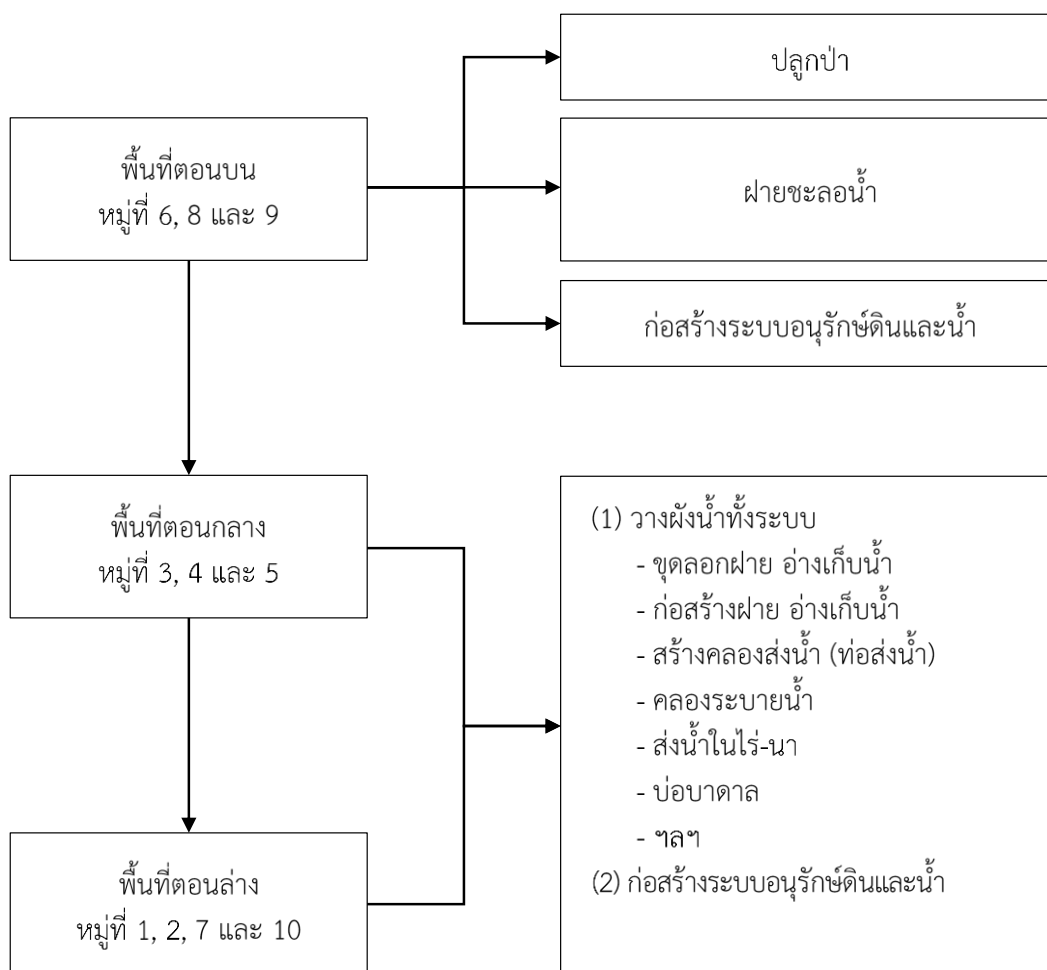 ปลูกป่า
พื้นที่ตอนบน
หมู่ที่ 6, 8 และ 9
ฝายชะลอน้ำ
ก่อสร้างระบบอนุรักษ์ดินและน้ำ
พื้นที่ตอนกลาง
หมู่ที่ 3, 4 และ 5
(1) วางผังน้ำทั้งระบบ
- ขุดลอกฝาย อ่างเก็บน้ำ
- ก่อสร้างฝาย อ่างเก็บน้ำ
- สร้างคลองส่งน้ำ (ท่อส่งน้ำ)
- คลองระบายน้ำ
- ส่งน้ำในไร่-นา
- บ่อบาดาล
- ฯลฯ
(2) ก่อสร้างระบบอนุรักษ์ดินและน้ำ
พื้นที่ตอนล่าง
หมู่ที่ 1, 2, 7 และ 10